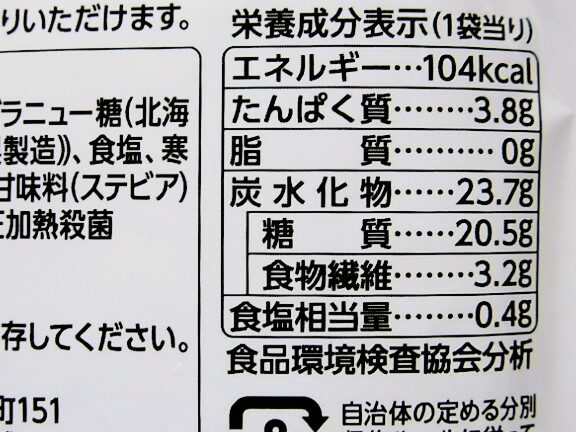 りいただけます。
グラニュー糖(北海
製造))、食塩、寒
甘味料(ステビア)
圧加熱殺菌
存してください。
町151
栄養成分表示(1袋当り)
エネルギー…104kcal
たんぱく質………3.8g
脂 質………… 0g
炭水化物………23.7g
糖 質………20.5g
食物繊維………3.2g
食塩相当量………0.4g
食品環境検査協会分析
自治体の定める分別